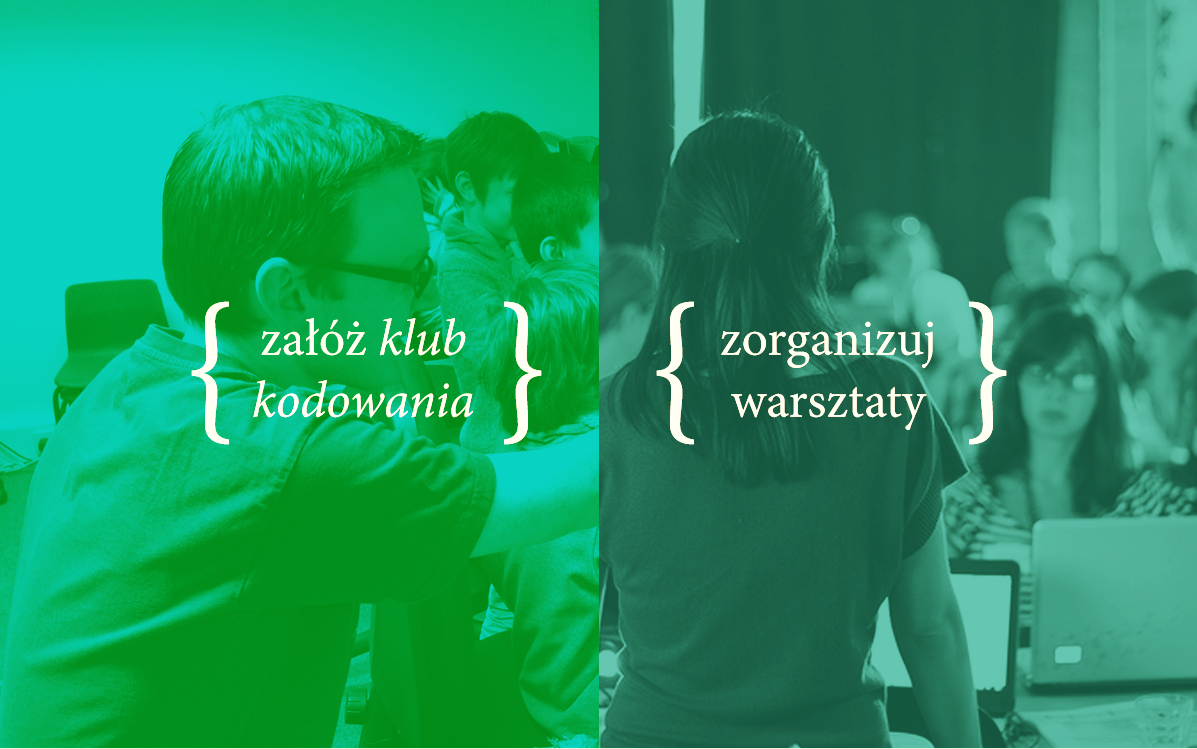 { załóż klub
kodowania }
{ zorganizuj
warsztaty }